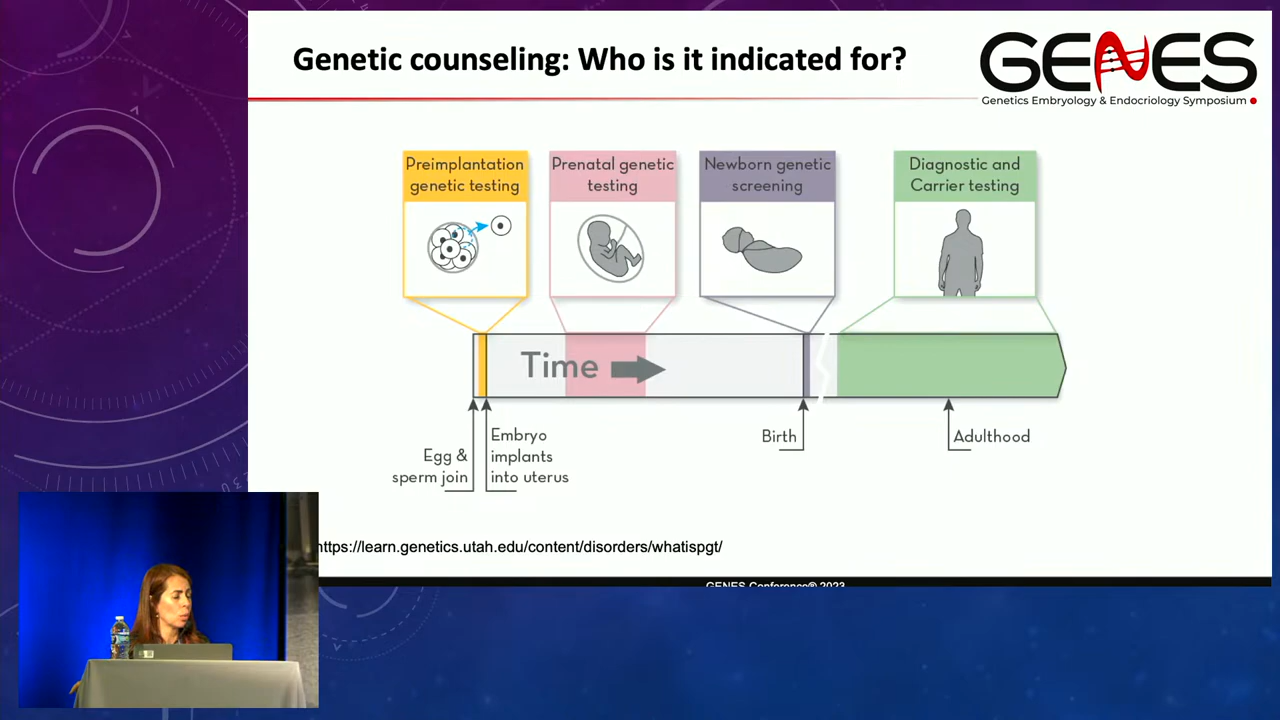 Genetic counseling: Who is it indicated for?
GENES
Genetics Embryology & Endocriology Symposium
Preimplantation
genetic testing
Prenatal genetic
testing
Newborn genetic
screening
Diagnostic and
Carrier testing
Time
Egg &
sperm join
Embryo
implants
into uterus
Birth
Adulthood
https://learn.genetics.utah.edu/content/disorders/whatispgt/
GENES Conference® 2023